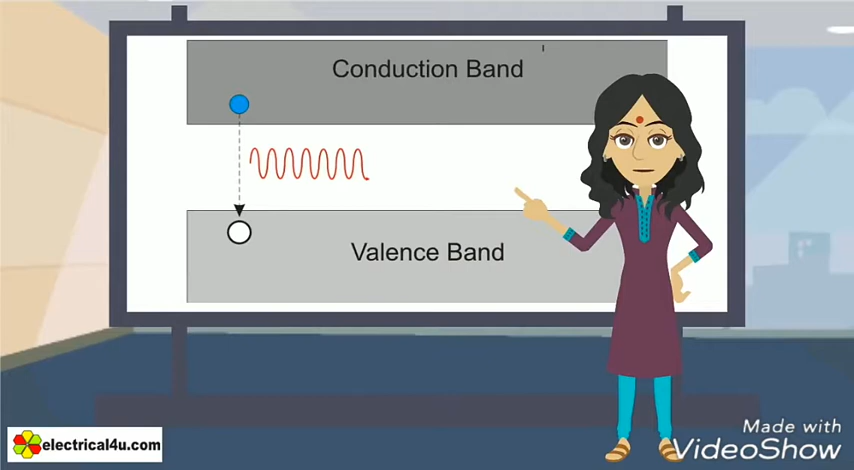 Conduction Band
Valence Band
electrical4u.com
Made with
VideoShow